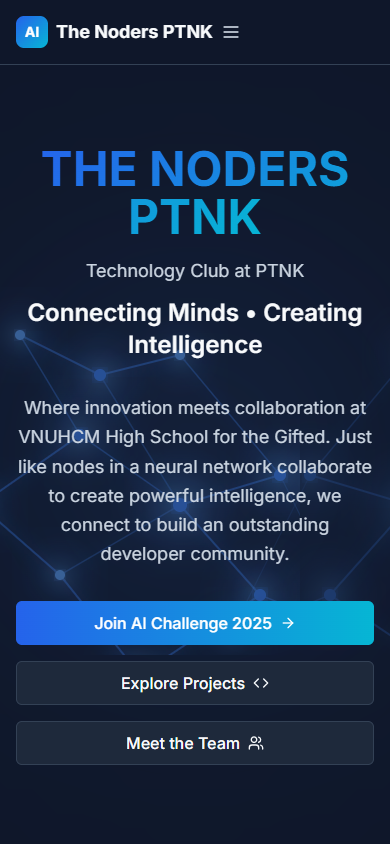 AI
The Noders PTNK
THE NODERS
PTNK
Technology Club at PTNK
Connecting Minds • Creating
Intelligence
Where innovation meets collaboration at
VNUHCM High School for the Gifted. Just
like nodes in a neural network collaborate
to create powerful intelligence, we
connect to build an outstanding
developer community.
Join AI Challenge 2025
Explore Projects
Meet the Team